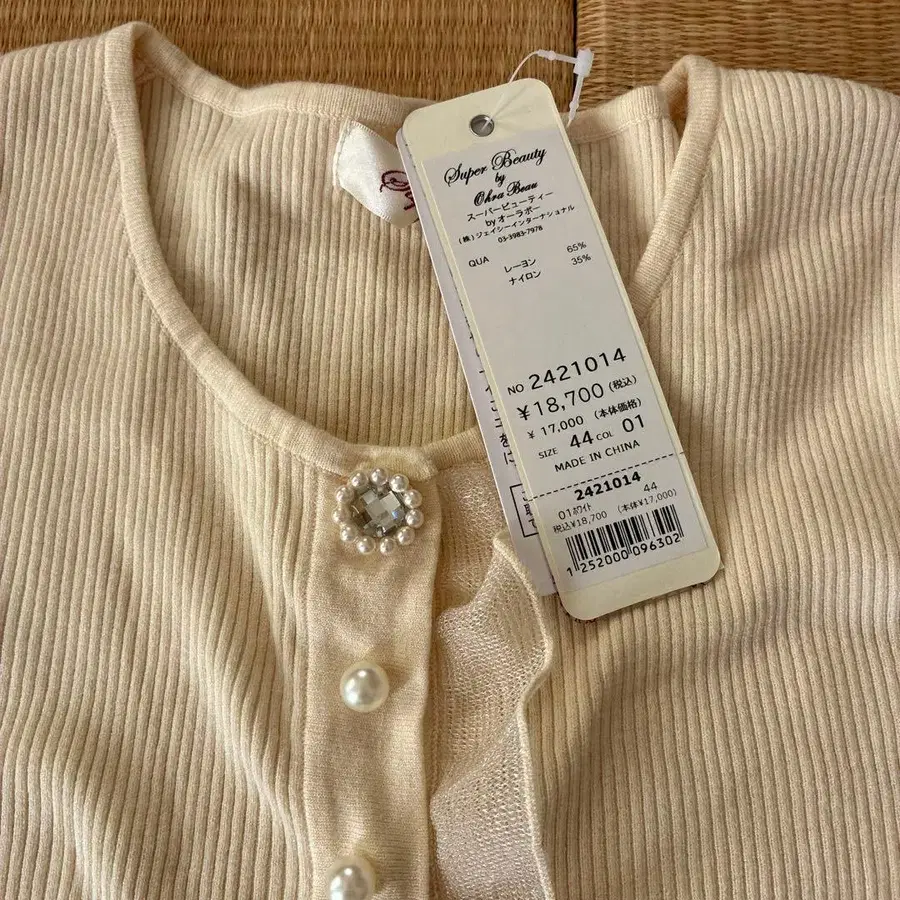 Super Beauty
by
Ohra Beau
スーパービューティー
byオーラボー
(株)ジェイシーインターナショナル
03-3983-7978
QUA
レーヨン 65%
ナイロン 35%
NO 2421014
¥18,700(税込)
¥ 17,000 (本体価格)
SIZE 44 COL 01
MADE IN CHINA
2421014
01ホワイト 44
税込¥18,700 (本体¥17,000)
1252000096302